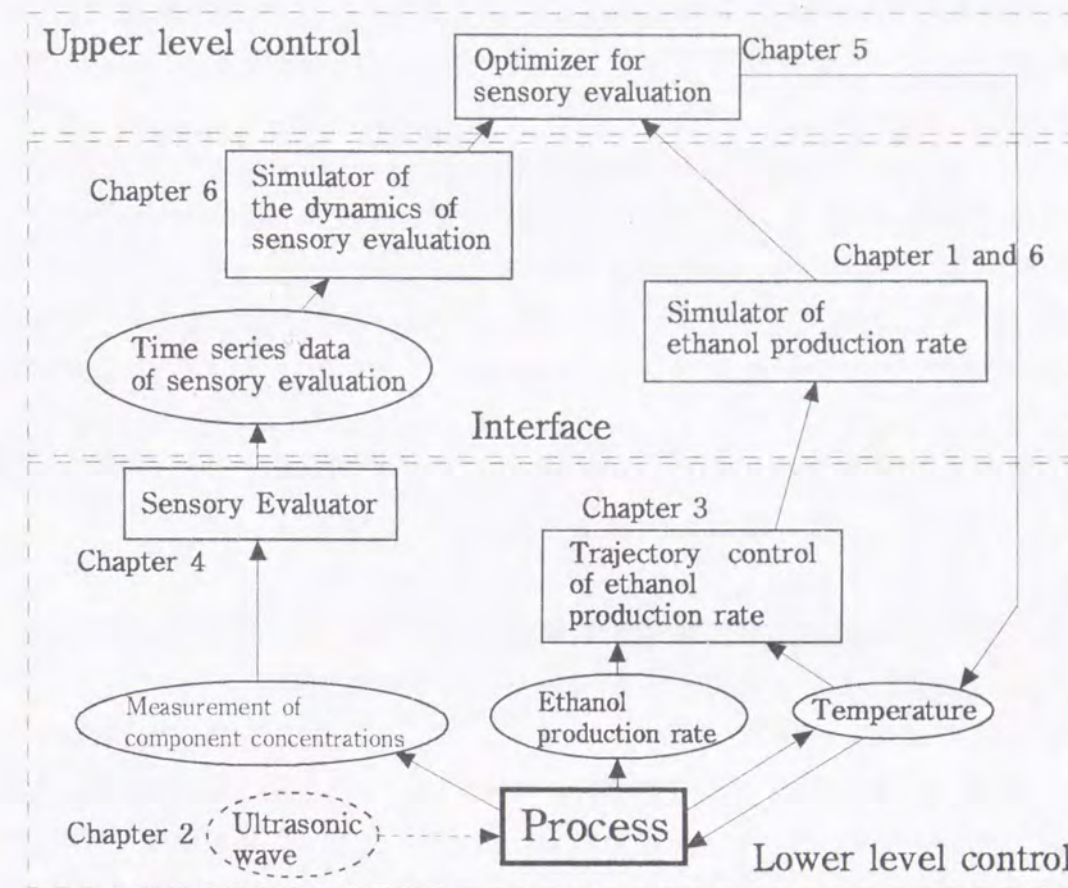 Upper level control
Optimizer for
sensory evaluation
Chapter 5
Chapter 6
Simulator of
the dynamics of
sensory evaluation
Chapter 1 and 6
Simulator of
ethanol production rate
Time series data
of sensory evaluation
Interface
Sensory Evaluator
Chapter 4
Chapter 3
Trajectory control
of ethanol
production rate
Measurement of
component concentrations
Ethanol
production rate
Temperature
Chapter 2
Ultrasonic
wave
Process
Lower level control